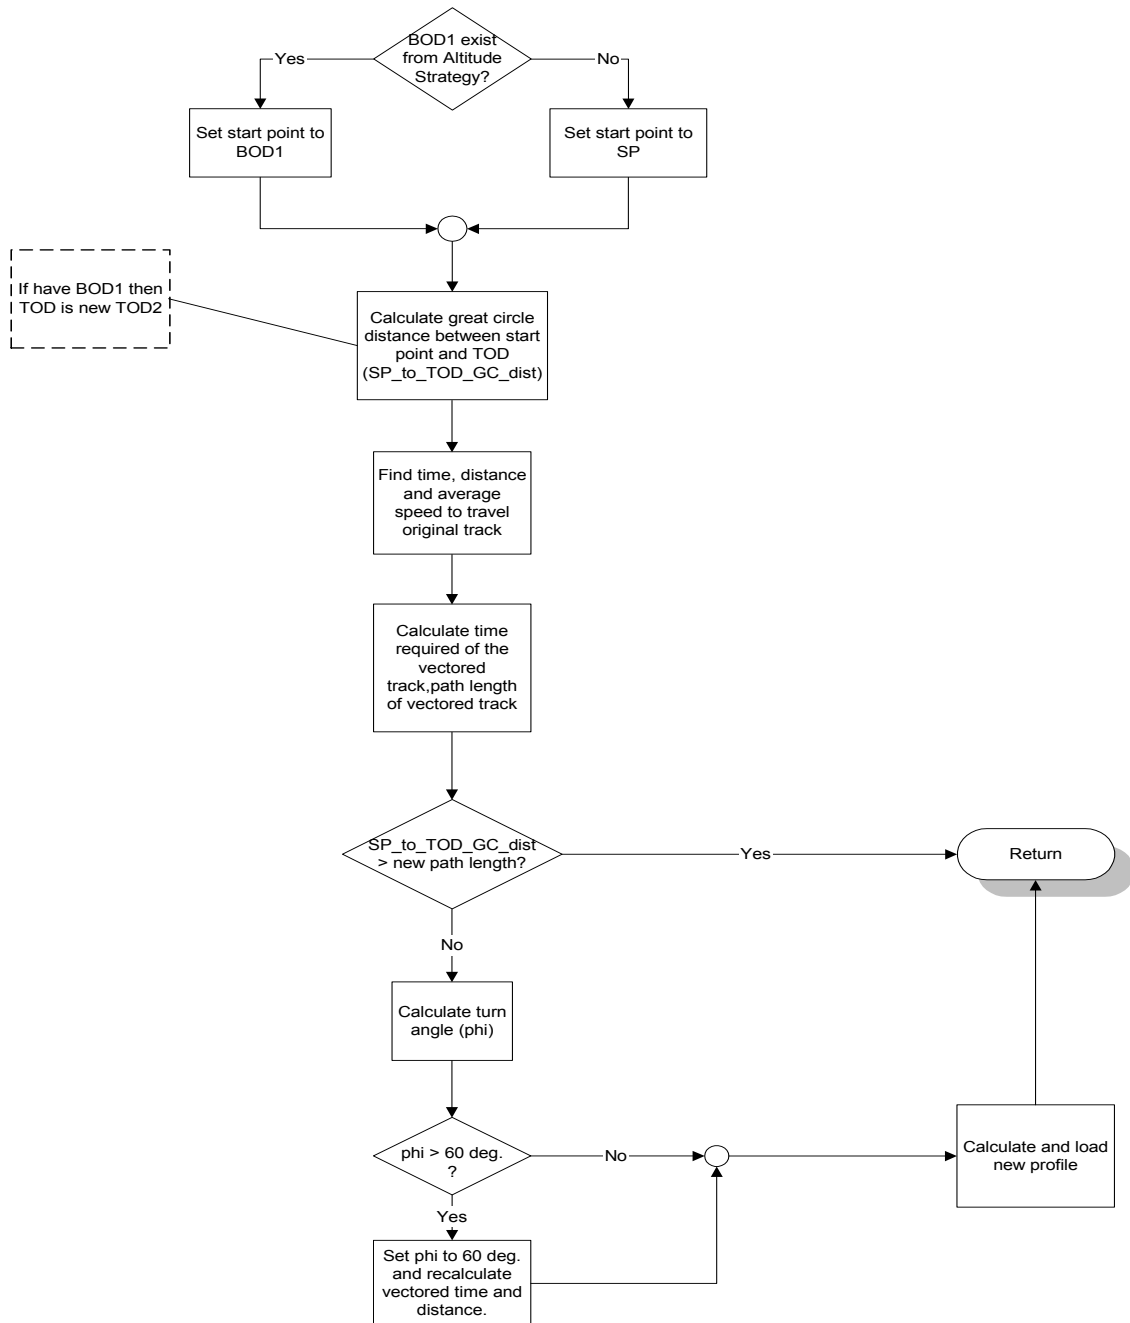 BOD1 exist
from Altitude
Strategy?
Yes
No
Set start point to
BOD1
Set start point to
SP
If have BOD1 then
TOD is new TOD2
Calculate great circle
distance between start
point and TOD
(SP_to_TOD_GC_dist)
Find time, distance
and average
speed to travel
original track
Calculate time
required of the
vectored
track,path length
of vectored track
SP_to_TOD_GC_dist
> new path length?
Yes
Return
No
Calculate turn
angle (phi)
phi > 60 deg.
?
No
Calculate and load
new profile
Yes
Set phi to 60 deg.
and recalculate
vectored time and
distance.